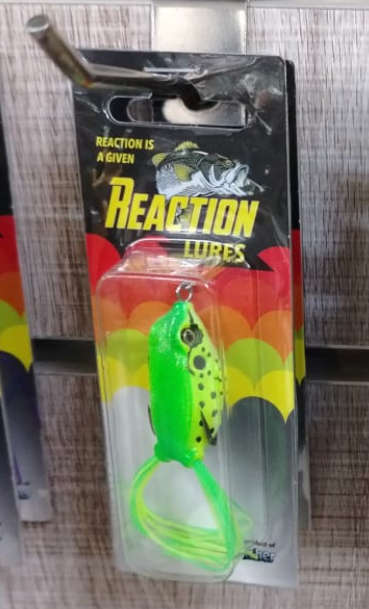 REACTION IS
A GIVEN
REACTION
LURES